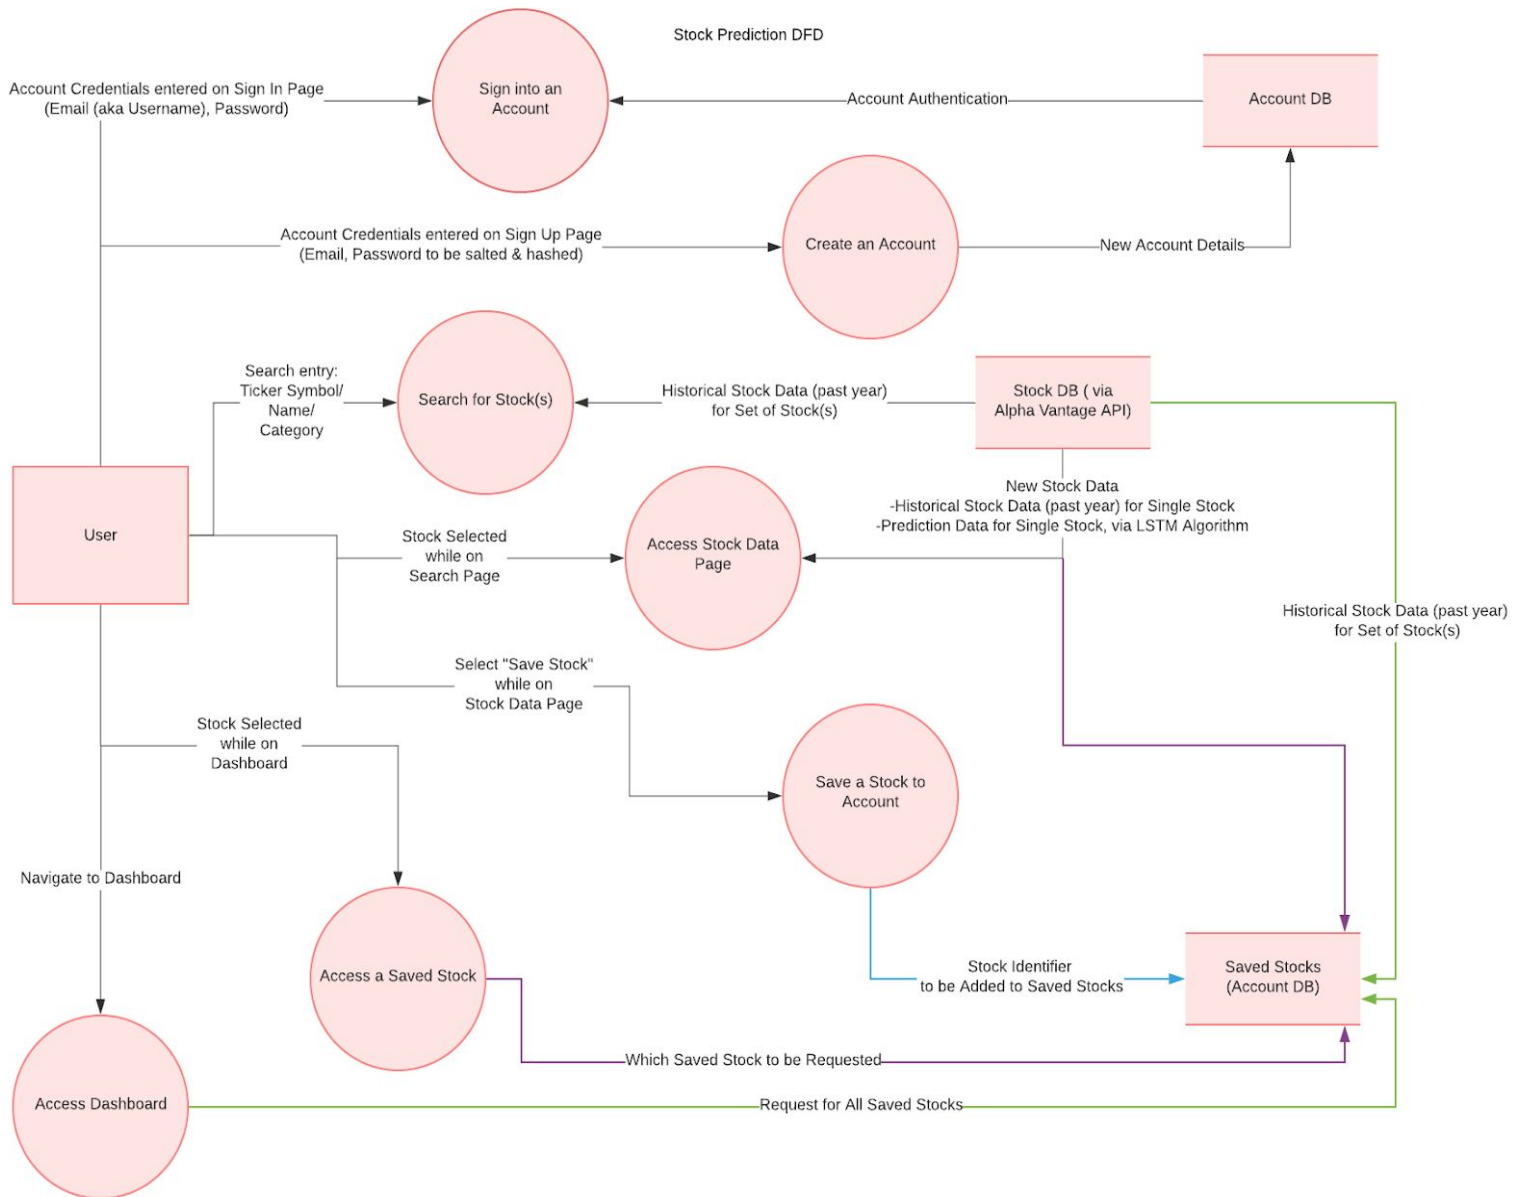 Stock Prediction DFD
Account Credentials entered on Sign In Page
(Email (aka Username), Password)
Sign into an
Account
Account Authentication
Account DB
Account Credentials entered on Sign Up Page
(Email, Password to be salted & hashed)
Create an Account
New Account Details
Search entry:
Ticker Symbol/
Name/
Category
Search for Stock(s)
Historical Stock Data (past year)
for Set of Stock(s)
Stock DB ( via
Alpha Vantage API)
New Stock Data
-Historical Stock Data (past year) for Single Stock
-Prediction Data for Single Stock, via LSTM Algorithm
User
Stock Selected
while on
Search Page
Access Stock Data
Page
Historical Stock Data (past year)
for Set of Stock(s)
Select "Save Stock"
while on
Stock Data Page
Stock Selected
while on
Dashboard
Save a Stock to
Account
Navigate to Dashboard
Access a Saved Stock
Stock Identifier
to be Added to Saved Stocks
Saved Stocks
(Account DB)
Which Saved Stock to be Requested
Access Dashboard
Request for All Saved Stocks